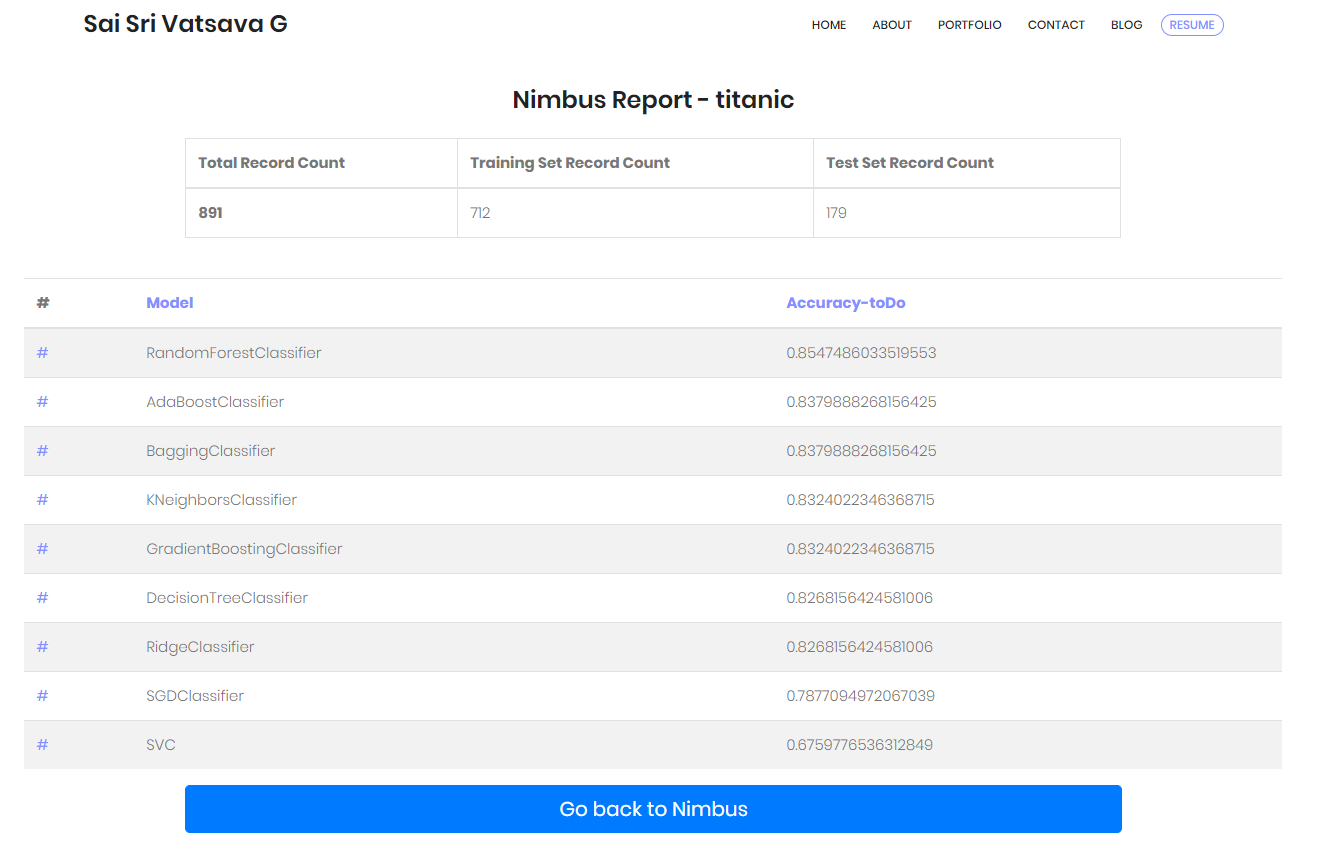 Sai Sri Vatsava G HOME ABOUT PORTFOLIO CONTACT BLOG RESUME
Nimbus Report - titanic
Total Record Count Training Set Record Count Test Set Record Count
891 712 179
# Model Accuracy-toDo
# RandomForestClassifier 0.8547486033519553
# AdaBoostClassifier 0.8379888268156425
# BaggingClassifier 0.8379888268156425
# KNeighborsClassifier 0.8324022346368715
# GradientBoostingClassifier 0.8324022346368715
# DecisionTreeClassifier 0.8268156424581006
# RidgeClassifier 0.8268156424581006
# SGDClassifier 0.7877094972067039
# SVC 0.6759776536312849
Go back to Nimbus